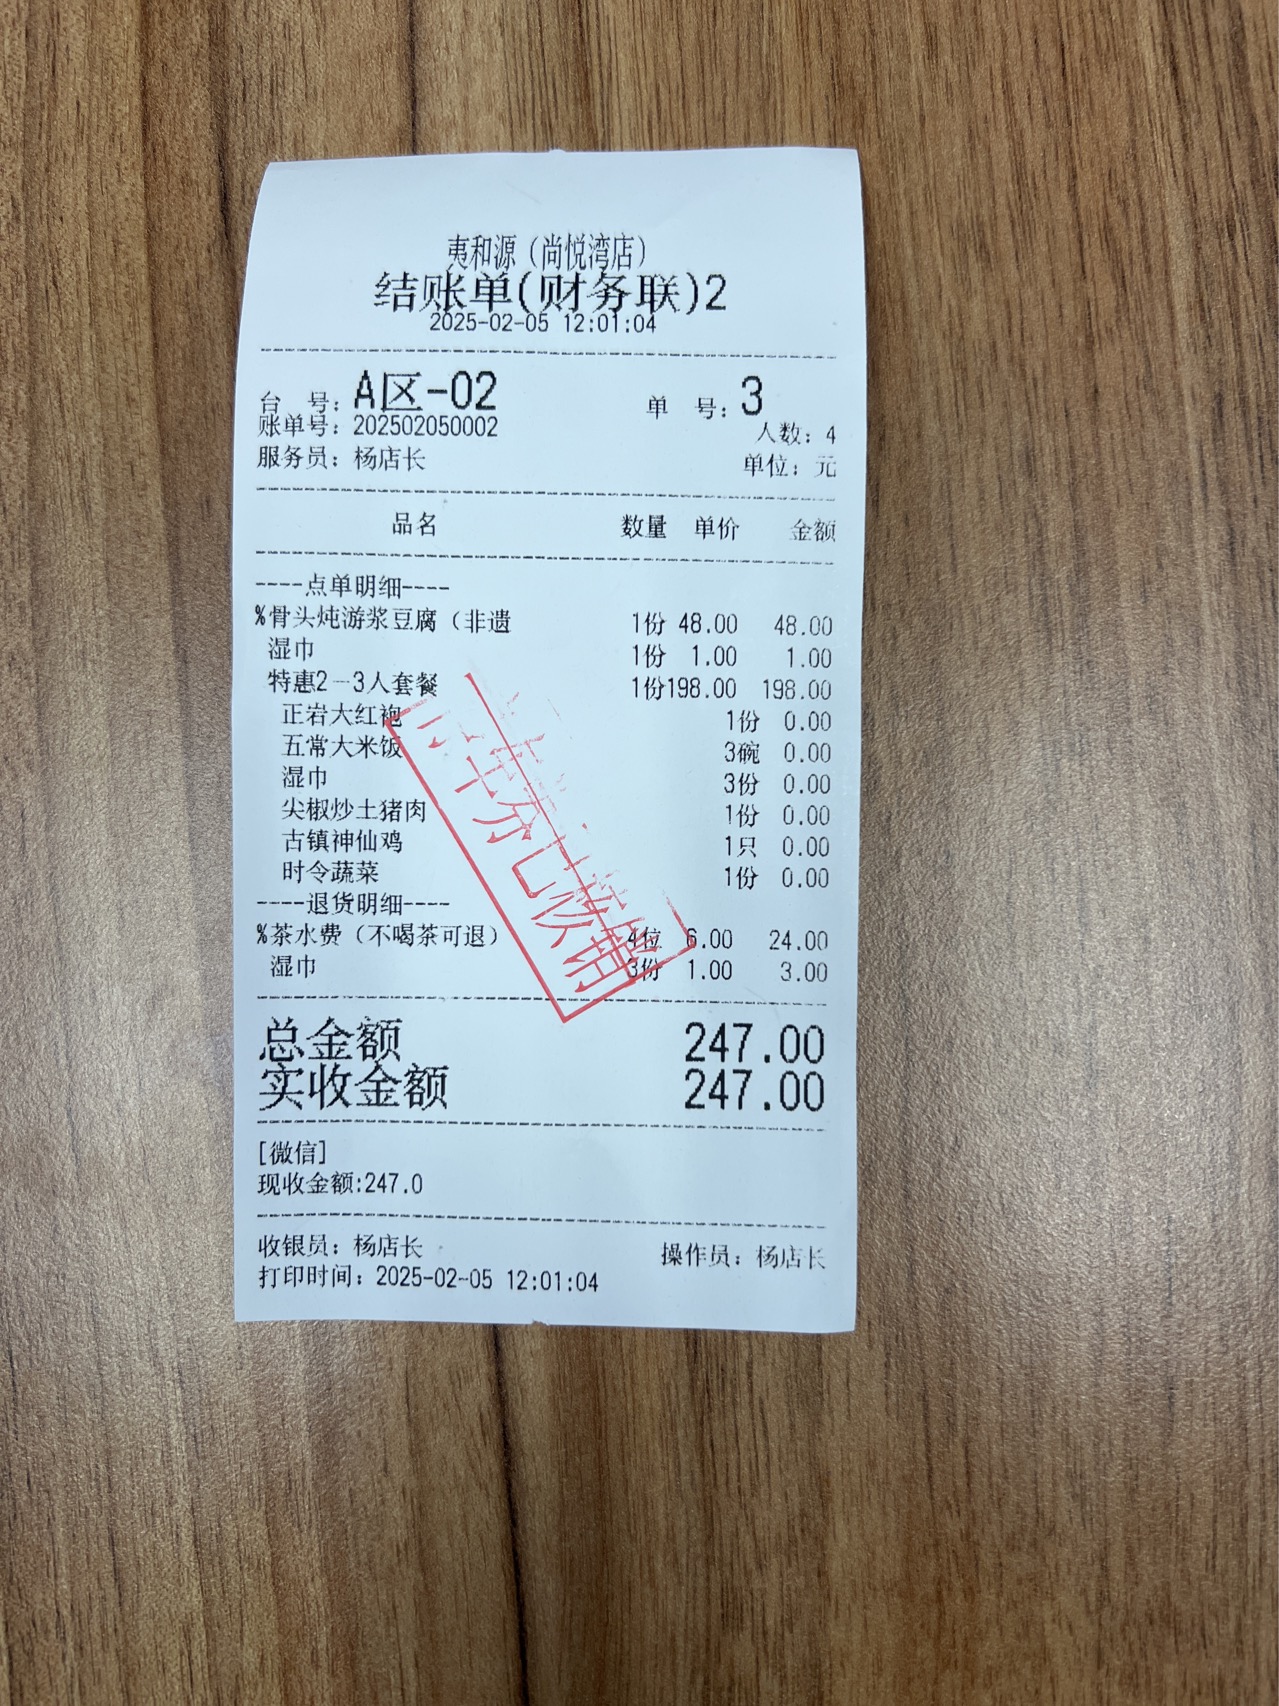 夷和源（尚悦湾店）
结账单(财务联)2
2025-02-05 12:01:04
台 号：A区-02 单 号：3
账单号：202502050002 人数：4
服务员：杨店长 单位：元
品名 数量 单价 金额
----点单明细----
%骨头炖游浆豆腐（非遗 1份 48.00 48.00
湿巾 1份 1.00 1.00
特惠2-3人套餐 1份198.00 198.00
正岩大红袍 1份 0.00
五常大米饭 3碗 0.00
湿巾 3份 0.00
尖椒炒土猪肉 1份 0.00
古镇神仙鸡 1只 0.00
时令蔬菜 1份 0.00
----退货明细----
%茶水费（不喝茶可退） 4位 6.00 24.00
湿巾 3份 1.00 3.00
总金额 247.00
实收金额 247.00
[微信]
现收金额:247.0
收银员：杨店长 操作员：杨店长
打印时间：2025-02-05 12:01:04